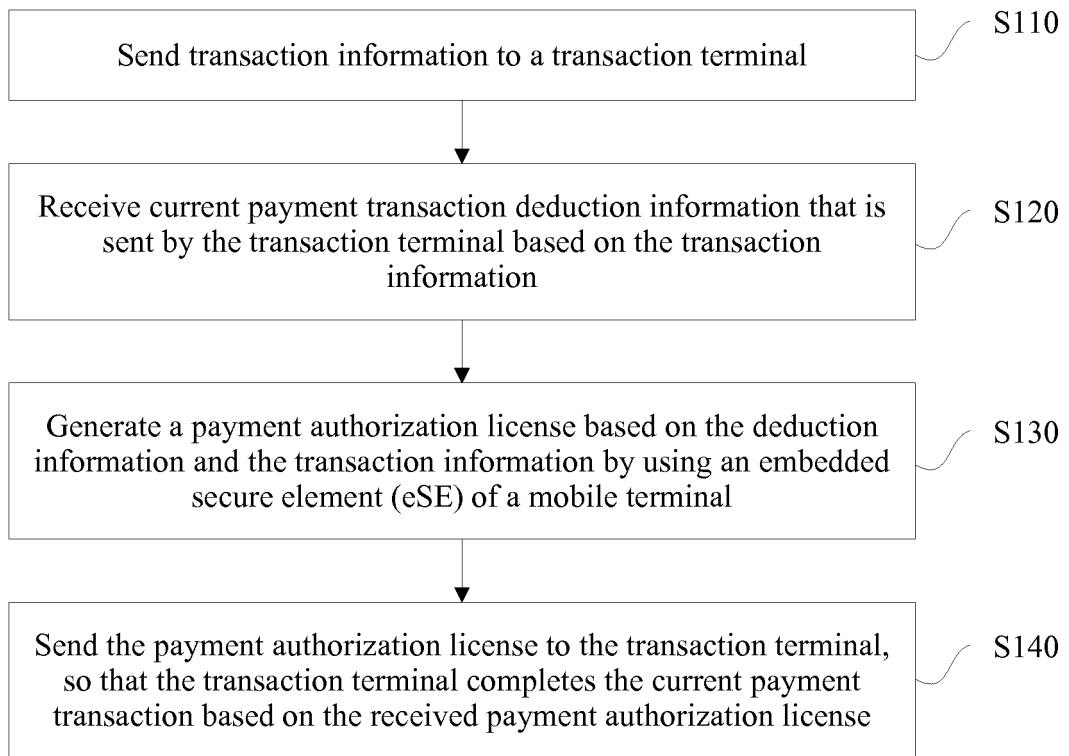 Send transaction information to a transaction terminal
S110
Receive current payment transaction deduction information that is
sent by the transaction terminal based on the transaction
information
S120
Generate a payment authorization license based on the deduction
information and the transaction information by using an embedded
secure element (eSE) of a mobile terminal
S130
Send the payment authorization license to the transaction terminal,
so that the transaction terminal completes the current payment
transaction based on the received payment authorization license
S140